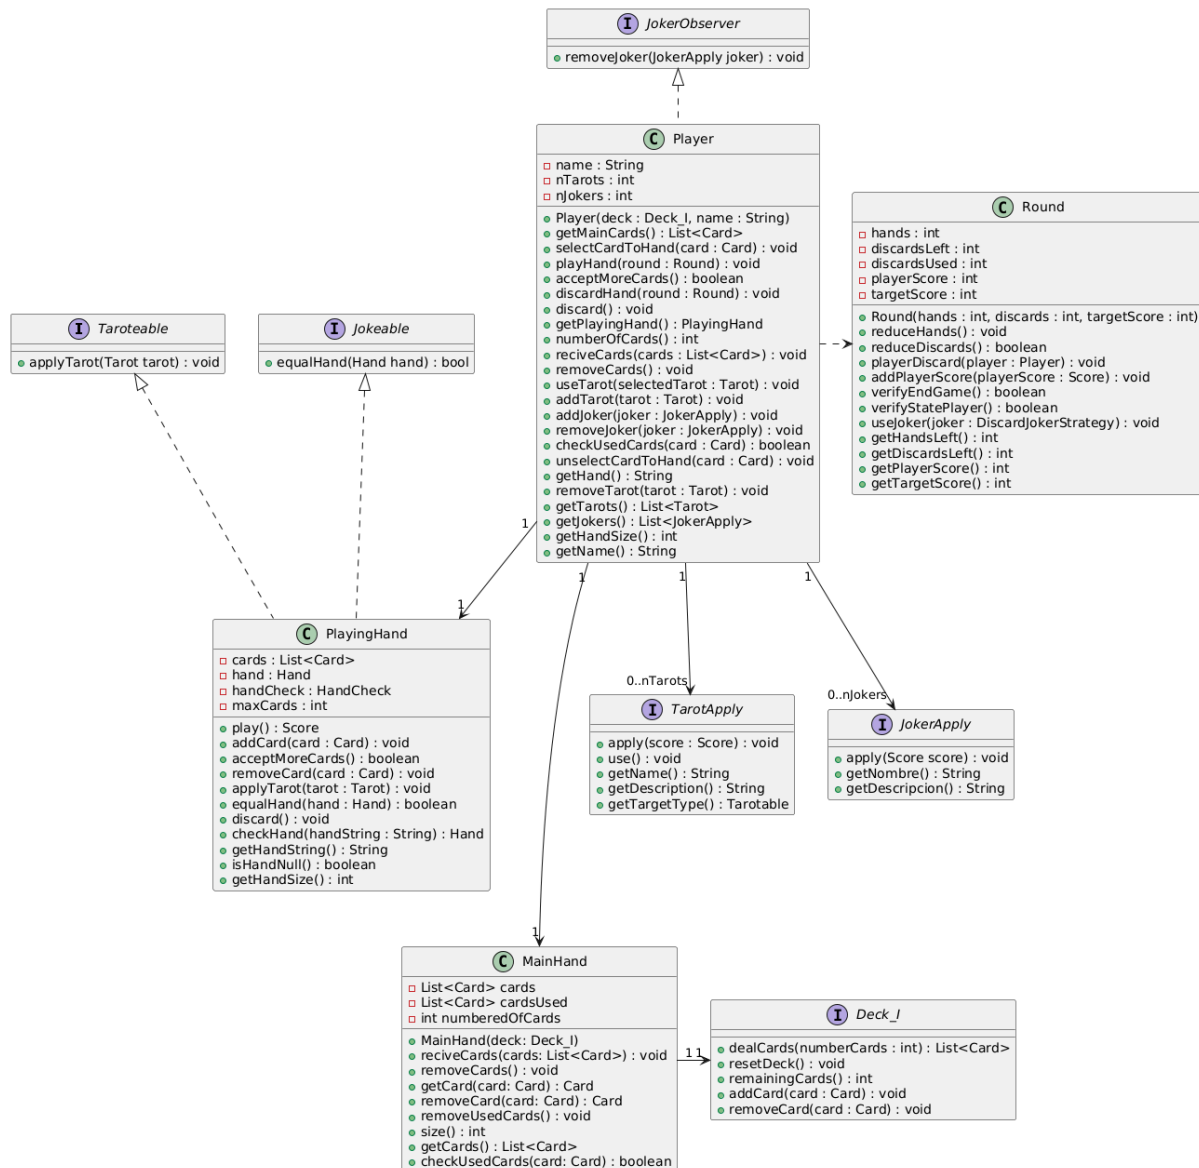 I JokerObserver
removeJoker(JokerApply joker) : void
C Player
name : String
nTarots : int
nJokers : int
Player(deck : Deck_I, name : String)
getMainCards() : List<Card>
selectCardToHand(card : Card) : void
playHand(round : Round) : void
acceptMoreCards() : boolean
discardHand(round : Round) : void
discard() : void
getPlayingHand() : PlayingHand
numberOfCards() : int
reciveCards(cards : List<Card>) : void
removeCards() : void
useTarot(selectedTarot : Tarot) : void
addTarot(tarot : Tarot) : void
addJoker(joker : JokerApply) : void
removeJoker(joker : JokerApply) : void
checkUsedCards(card : Card) : boolean
unselectCardToHand(card : Card) : void
getHand() : String
removeTarot(tarot : Tarot) : void
getTarots() : List<Tarot>
getJokers() : List<JokerApply>
getHandSize() : int
getName() : String
C Round
hands : int
discardsLeft : int
discardsUsed : int
playerScore : int
targetScore : int
Round(hands : int, discards : int, targetScore : int)
reduceHands() : void
reduceDiscards() : boolean
playerDiscard(player : Player) : void
addPlayerScore(playerScore : Score) : void
verifyEndGame() : boolean
verifyStatePlayer() : boolean
useJoker(joker : DiscardJokerStrategy) : void
getHandsLeft() : int
getDiscardsLeft() : int
getPlayerScore() : int
getTargetScore() : int
I Taroteable
applyTarot(Tarot tarot) : void
I Jokeable
equalHand(Hand hand) : bool
1
1
1
1
1
1
0..nTarots
0..nJokers
C PlayingHand
cards : List<Card>
hand : Hand
handCheck : HandCheck
maxCards : int
play() : Score
addCard(card : Card) : void
acceptMoreCards() : boolean
removeCard(card : Card) : void
applyTarot(tarot : Tarot) : void
equalHand(hand : Hand) : boolean
discard() : void
checkHand(handString : String) : Hand
getHandString() : String
isHandNull() : boolean
getHandSize() : int
I TarotApply
apply(score : Score) : void
use() : void
getName() : String
getDescription() : String
getTargetType() : Tarotable
I JokerApply
apply(Score score) : void
getNombre() : String
getDescripcion() : String
C MainHand
List<Card> cards
List<Card> cardsUsed
int numberedOfCards
MainHand(deck: Deck_I)
reciveCards(cards: List<Card>) : void
removeCards() : void
getCard(card: Card) : Card
removeCard(card: Card) : Card
removeUsedCards() : void
size() : int
getCards() : List<Card>
checkUsedCards(card: Card) : boolean
1 1
I Deck_I
dealCards(numberCards : int) : List<Card>
resetDeck() : void
remainingCards() : int
addCard(card : Card) : void
removeCard(card : Card) : void